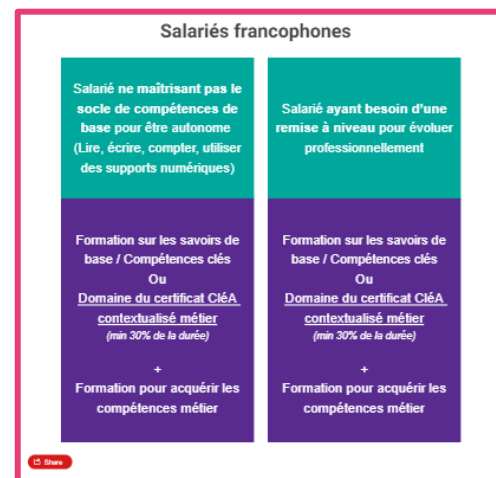 Salariés francophones
Salarié ne maîtrisant pas le
socle de compétences de
base pour être autonome
(Lire, écrire, compter, utiliser
des supports numériques)
Salarié ayant besoin d'une
remise à niveau pour évoluer
professionnellement
Formation sur les savoirs de
base / Compétences clés
Ou
Domaine du certificat CléA
contextualisé métier
(min 30% de la durée)
+
Formation pour acquérir les
compétences métier
Formation sur les savoirs de
base / Compétences clés
Ou
Domaine du certificat CléA
contextualisé métier
(min 30% de la durée)
+
Formation pour acquérir les
compétences métier
Share